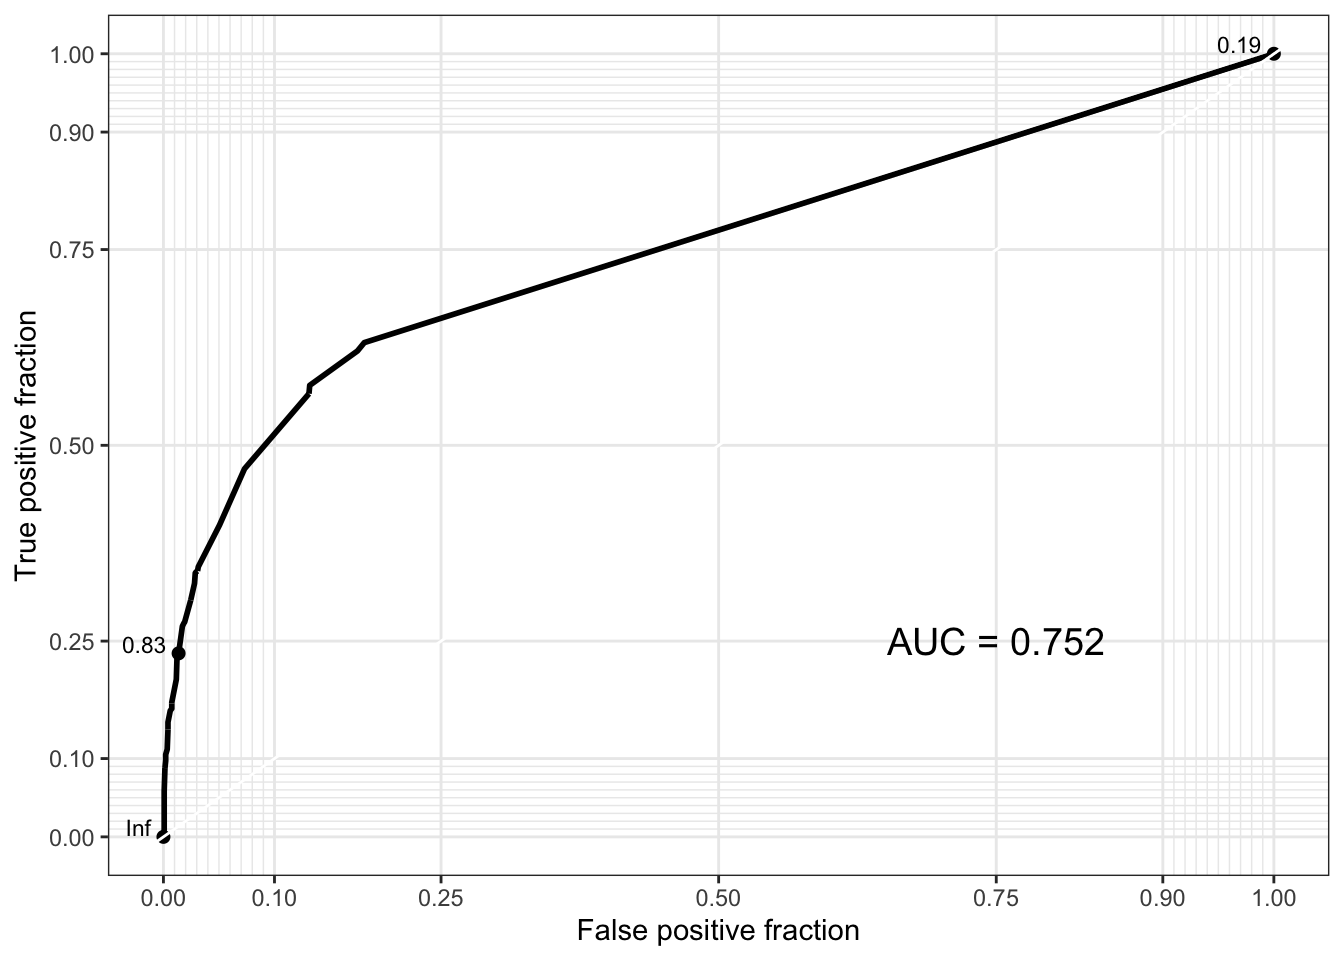 1.00
0.90
0.75
0.50
0.25
0.10
0.00
True positive fraction
0.19
0.83
Inf
AUC = 0.752
0.00 0.10 0.25 0.50 0.75 0.90 1.00
False positive fraction